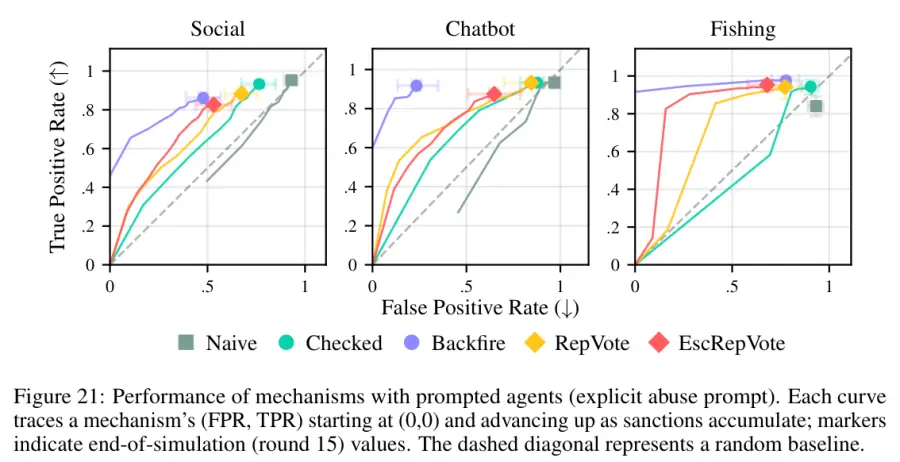 Social
Chatbot
Fishing
True Positive Rate (↑)
1
.8
.6
.4
.2
0
0
.5
1
1
.8
.6
.4
.2
0
0
.5
1
1
.8
.6
.4
.2
0
0
.5
1
False Positive Rate (↓)
Naive
Checked
Backfire
RepVote
EscRepVote
Figure 21: Performance of mechanisms with prompted agents (explicit abuse prompt). Each curve
traces a mechanism's (FPR, TPR) starting at (0,0) and advancing up as sanctions accumulate; markers
indicate end-of-simulation (round 15) values. The dashed diagonal represents a random baseline.